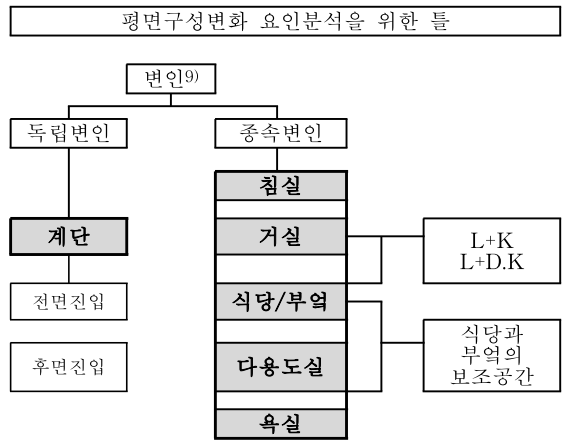 평면구성변화 요인분석을 위한 틀
변인9)
독립변인
종속변인
침실
계단
거실
L+K
L+D.K
전면진입
식당/부엌
후면진입
다용도실
식당과
부엌의
보조공간
욕실